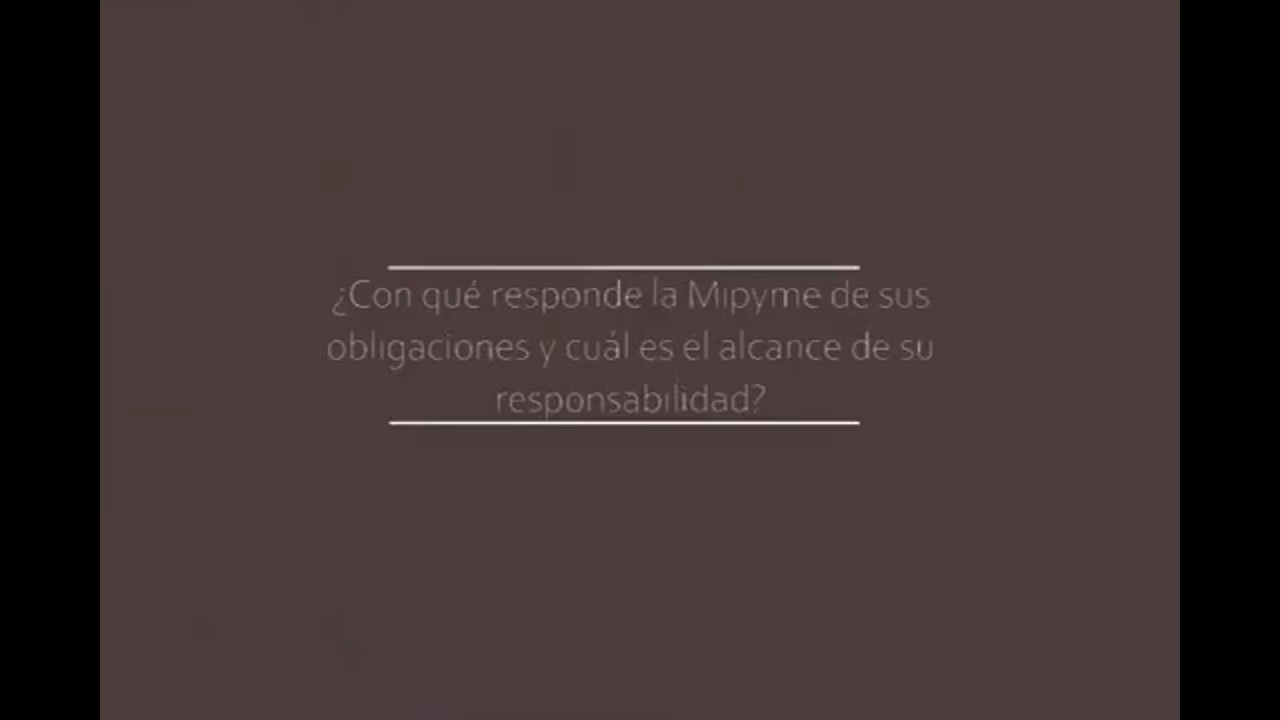 ¿Con qué responde la Mipyme de sus
obligaciones y cuál es el alcance de su
responsabilidad?